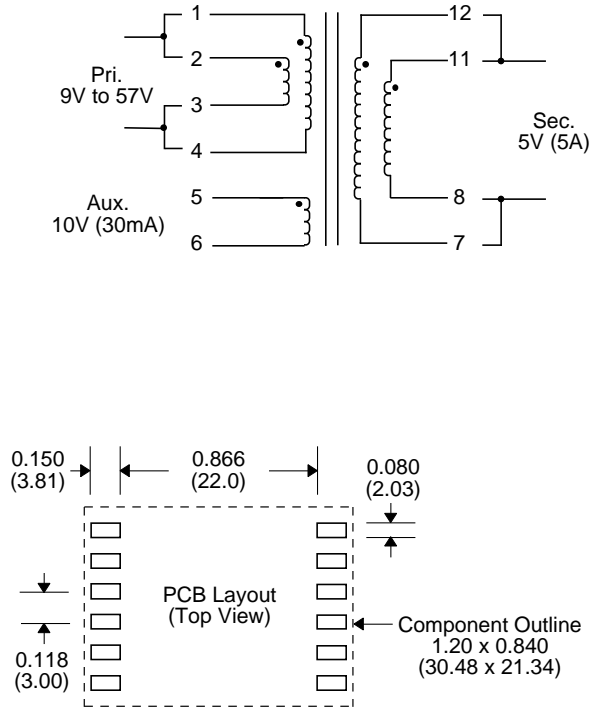 1
2
Pri.
9V to 57V
3
4
Aux.
10V (30mA)
5
6
12
11
Sec.
5V (5A)
8
7
0.150
(3.81)
0.866
(22.0)
0.080
(2.03)
PCB Layout
(Top View)
0.118
(3.00)
Component Outline
1.20 x 0.840
(30.48 x 21.34)